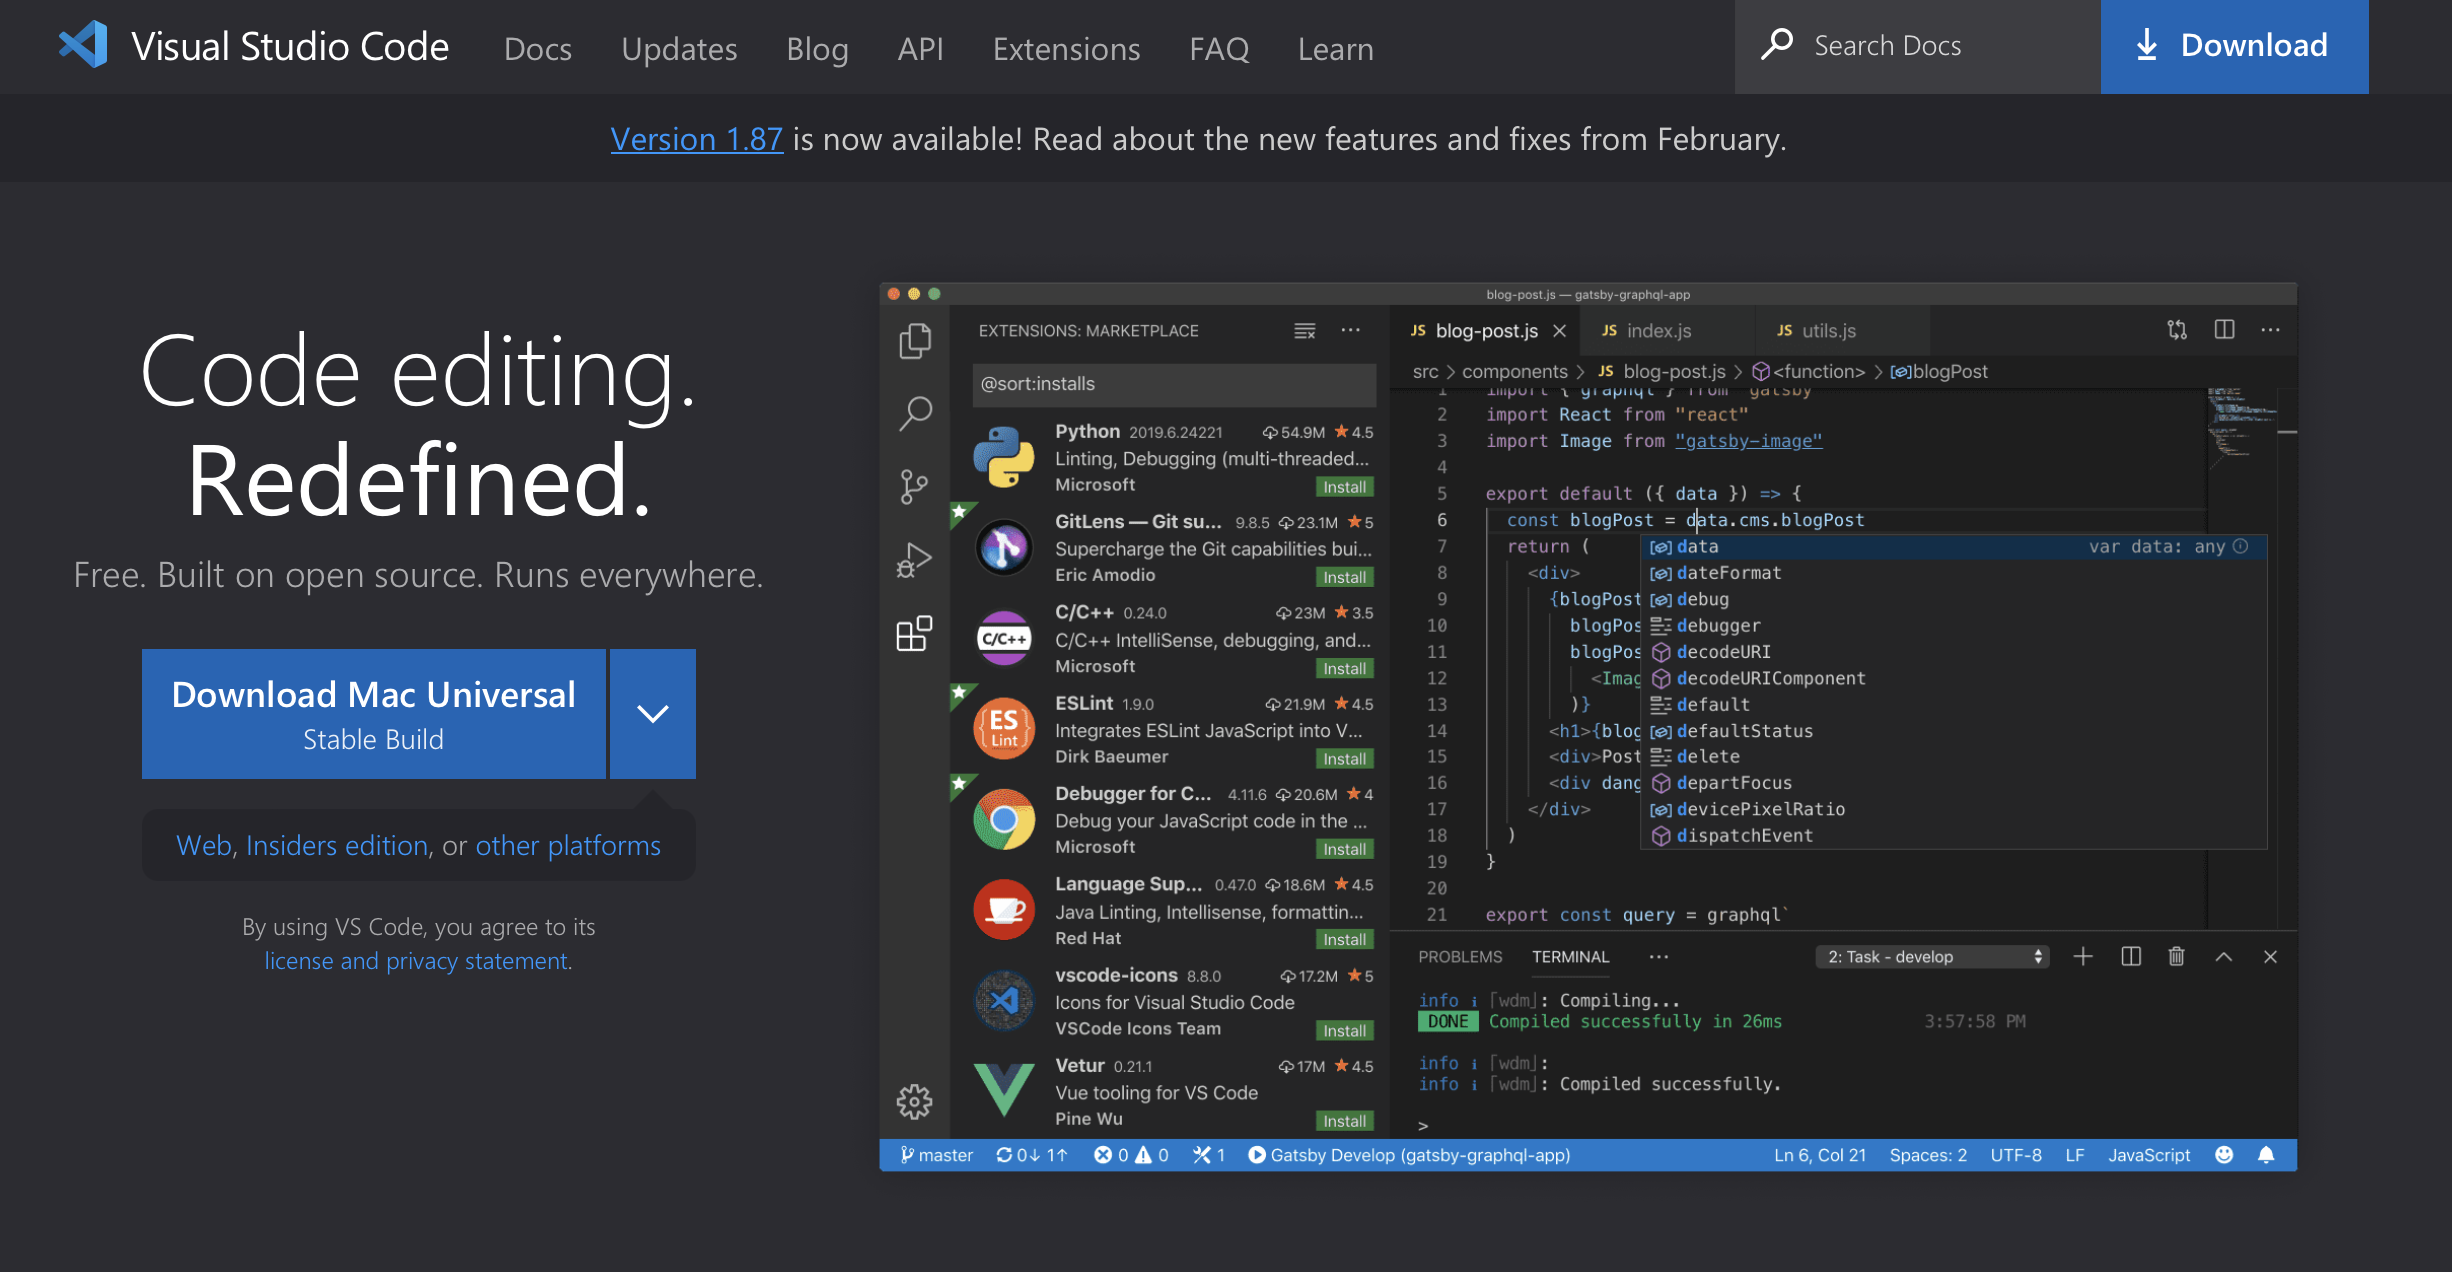 Visual Studio Code Docs Updates Blog API Extensions FAQ Learn Search Docs Download
Version 1.87 is now available! Read about the new features and fixes from February.
Code editing.
Redefined.
Free. Built on open source. Runs everywhere.
Download Mac Universal
Stable Build
Web, Insiders edition, or other platforms
By using VS Code, you agree to its
license and privacy statement.
blog-post.js — gatsby-graphql-app
EXTENSIONS: MARKETPLACE
@sort:installs
Python 2019.6.24221 54.9M 4.5
Linting, Debugging (multi-threaded...
Microsoft Install
GitLens — Git su... 9.8.5 23.1M 5
Supercharge the Git capabilities bui...
Eric Amodio Install
C/C++
C/C++ 0.24.0 23M 3.5
C/C++ IntelliSense, debugging, and...
Microsoft Install
ES
Lint
ESLint 1.9.0 21.9M 4.5
Integrates ESLint JavaScript into V...
Dirk Baeumer Install
Debugger for C... 4.11.6 20.6M 4
Debug your JavaScript code in the ...
Microsoft Install
Language Sup... 0.47.0 18.6M 4.5
Java Linting, Intellisense, formattin...
Red Hat Install
vscode-icons 8.8.0 17.2M 5
Icons for Visual Studio Code
VSCode Icons Team Install
Vetur 0.21.1 17M 4.5
Vue tooling for VS Code
Pine Wu Install
JS blog-post.js JS index.js JS utils.js
src > components > JS blog-post.js > <function> > blogPost
1 import { graphql } from "gatsby
2 import React from "react"
3 import Image from "gatsby-image"
4
5 export default ({ data }) => {
6 const blogPost = data.cms.blogPost
7 return (
8 <div>
9 {blogPost
10 blogPos
11 blogPos
12 <Imag
13 )}
14 <h1>{blog
15 <div>Post
16 <div dang
17 </div>
18 )
19 }
20
21 export const query = graphql`
data var data: any
dateFormat
debug
debugger
decodeURI
decodeURIComponent
default
defaultStatus
delete
departFocus
devicePixelRatio
dispatchEvent
PROBLEMS TERMINAL ··· 2: Task - develop
info i ⌈wdm⌋: Compiling...
DONE Compiled successfully in 26ms 3:57:58 PM
info i ⌈wdm⌋:
info i ⌈wdm⌋: Compiled successfully.
>
master 0↓ 1↑ 0 0 1 Gatsby Develop (gatsby-graphql-app) Ln 6, Col 21 Spaces: 2 UTF-8 LF JavaScript